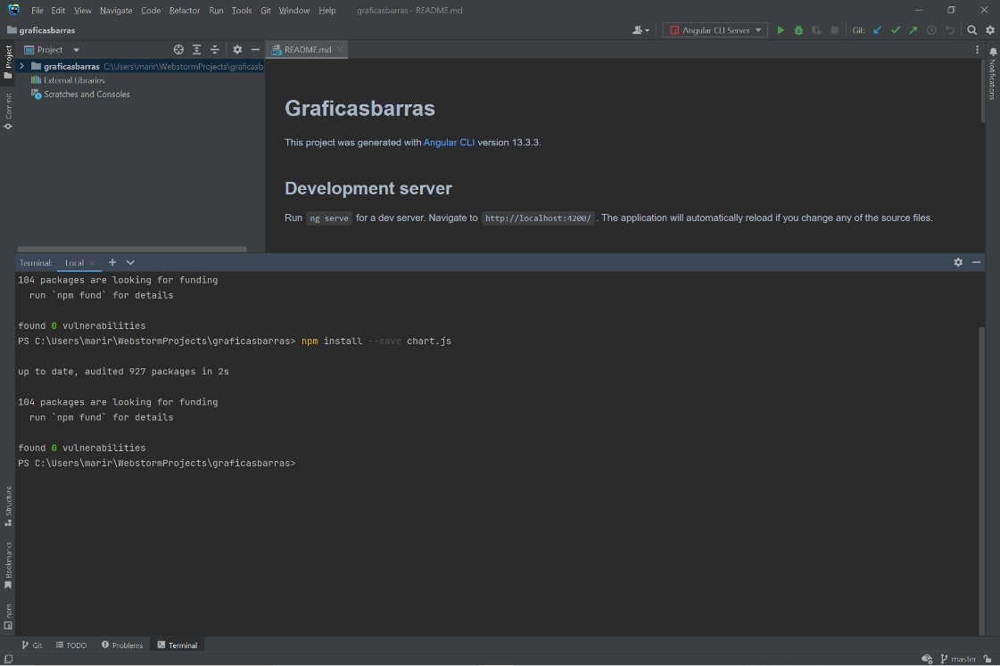 File Edit View Navigate Code Refactor Run Tools Git Window Help graficasbarras - README.md
graficasbarras
Angular CLI Server
Git:
Project
README.md
graficasbarras C:\Users\marir\WebstormProjects\graficasb
External Libraries
Scratches and Consoles
Project
Commit
Notifications
Graficasbarras
This project was generated with Angular CLI version 13.3.3.
Development server
Run ng serve for a dev server. Navigate to http://localhost:4200/ . The application will automatically reload if you change any of the source files.
Terminal: Local
104 packages are looking for funding
run `npm fund` for details
found 0 vulnerabilities
PS C:\Users\marir\WebstormProjects\graficasbarras> npm install --save chart.js
up to date, audited 927 packages in 2s
104 packages are looking for funding
run `npm fund` for details
found 0 vulnerabilities
PS C:\Users\marir\WebstormProjects\graficasbarras>
Structure
Bookmarks
npm
Git TODO Problems Terminal
master